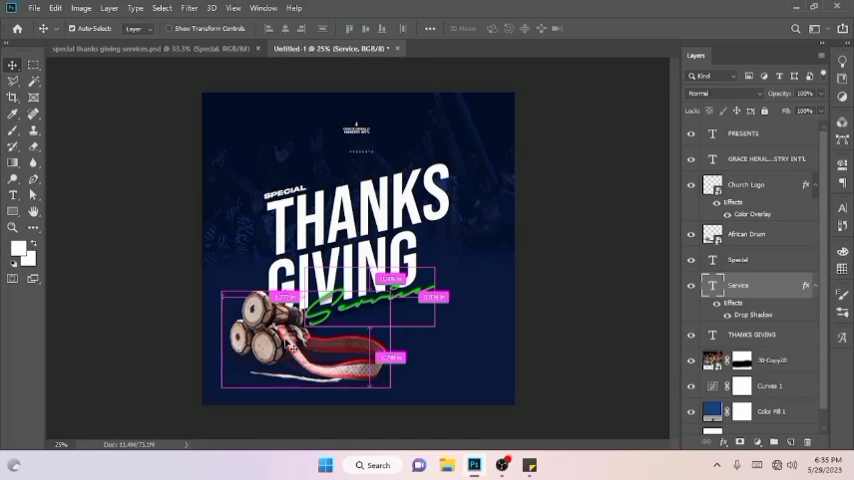 File Edit Image Layer Type Select Filter 3D View Window Help
Auto-Select: Layer Show Transform Controls 3D Mode:
special thanks giving services.psd @ 33.3% (Special, RGB/8#) × Untitled-1 @ 25% (Service, RGB/8) * ×
PRESENTS
SPECIAL
THANKS
GIVING
Service
Layers
Kind
Normal Opacity: 100%
Lock: Fill: 100%
PRESENTS
GRACE HERAL...STRY INTL
Church Logo fx
Effects
Color Overlay
African Drum
Special
Service fx
Effects
Drop Shadow
THANKS GIVING
Curves 1
Color Fill 1
25% Doc: 11.4M/73.1M
Search
6:35 PM
5/29/2023